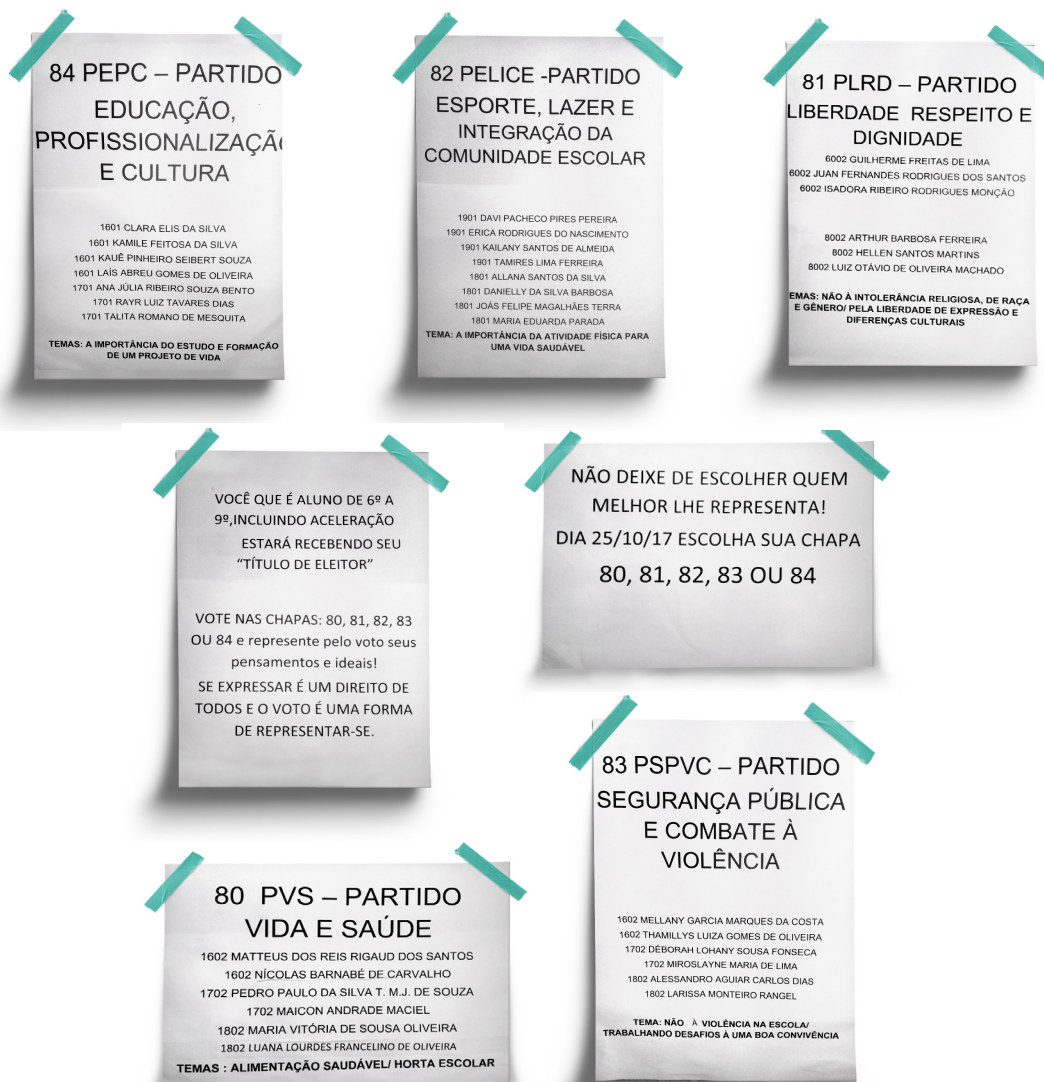 84 PEPC – PARTIDO
EDUCAÇÃO,
PROFISSIONALIZAÇÃO
E CULTURA
1601 CLARA ELIS DA SILVA
1601 KAMILE FEITOSA DA SILVA
1601 KAUÊ PINHEIRO SEIBERT SOUZA
1601 LAÍS ABREU GOMES DE OLIVEIRA
1701 ANA JÚLIA RIBEIRO SOUZA BENTO
1701 RAYR LUIZ TAVARES DIAS
1701 TALITA ROMANO DE MESQUITA
TEMAS: A IMPORTÂNCIA DO ESTUDO E FORMAÇÃO
DE UM PROJETO DE VIDA
82 PELICE -PARTIDO
ESPORTE, LAZER E
INTEGRAÇÃO DA
COMUNIDADE ESCOLAR
1901 DAVI PACHECO PIRES PEREIRA
1901 ERICA RODRIGUES DO NASCIMENTO
1901 KAILANY SANTOS DE ALMEIDA
1901 TAMIRES LIMA FERREIRA
1801 ALLANA SANTOS DA SILVA
1801 DANIELLY DA SILVA BARBOSA
1801 JOÁS FELIPE MAGALHÃES TERRA
1801 MARIA EDUARDA PARADA
TEMA: A IMPORTÂNCIA DA ATIVIDADE FÍSICA PARA
UMA VIDA SAUDÁVEL
81 PLRD – PARTIDO
LIBERDADE RESPEITO E
DIGNIDADE
6002 GUILHERME FREITAS DE LIMA
6002 JUAN FERNANDES RODRIGUES DOS SANTOS
6002 ISADORA RIBEIRO RODRIGUES MONÇÃO
8002 ARTHUR BARBOSA FERREIRA
8002 HELLEN SANTOS MARTINS
8002 LUIZ OTÁVIO DE OLIVEIRA MACHADO
EMAS: NÃO À INTOLERÂNCIA RELIGIOSA, DE RAÇA
E GÊNERO/ PELA LIBERDADE DE EXPRESSÃO E
DIFERENÇAS CULTURAIS
VOCÊ QUE É ALUNO DE 6º A
9º,INCLUINDO ACELERAÇÃO
ESTARÁ RECEBENDO SEU
“TÍTULO DE ELEITOR”
VOTE NAS CHAPAS: 80, 81, 82, 83
OU 84 e represente pelo voto seus
pensamentos e ideais!
SE EXPRESSAR É UM DIREITO DE
TODOS E O VOTO É UMA FORMA
DE REPRESENTAR-SE.
NÃO DEIXE DE ESCOLHER QUEM
MELHOR LHE REPRESENTA!
DIA 25/10/17 ESCOLHA SUA CHAPA
80, 81, 82, 83 OU 84
83 PSPVC – PARTIDO
SEGURANÇA PÚBLICA
E COMBATE À
VIOLÊNCIA
1602 MELLANY GARCIA MARQUES DA COSTA
1602 THAMILLYS LUIZA GOMES DE OLIVEIRA
1702 DÉBORAH LOHANY SOUSA FONSECA
1702 MIROSLAYNE MARIA DE LIMA
1802 ALESSANDRO AGUIAR CARLOS DIAS
1802 LARISSA MONTEIRO RANGEL
TEMA: NÃO À VIOLÊNCIA NA ESCOLA/
TRABALHANDO DESAFIOS À UMA BOA CONVIVÊNCIA
80 PVS – PARTIDO
VIDA E SAÚDE
1602 MATTEUS DOS REIS RIGAUD DOS SANTOS
1602 NÍCOLAS BARNABÉ DE CARVALHO
1702 PEDRO PAULO DA SILVA T. M.J. DE SOUZA
1702 MAICON ANDRADE MACIEL
1802 MARIA VITÓRIA DE SOUSA OLIVEIRA
1802 LUANA LOURDES FRANCELINO DE OLIVEIRA
TEMAS : ALIMENTAÇÃO SAUDÁVEL/ HORTA ESCOLAR